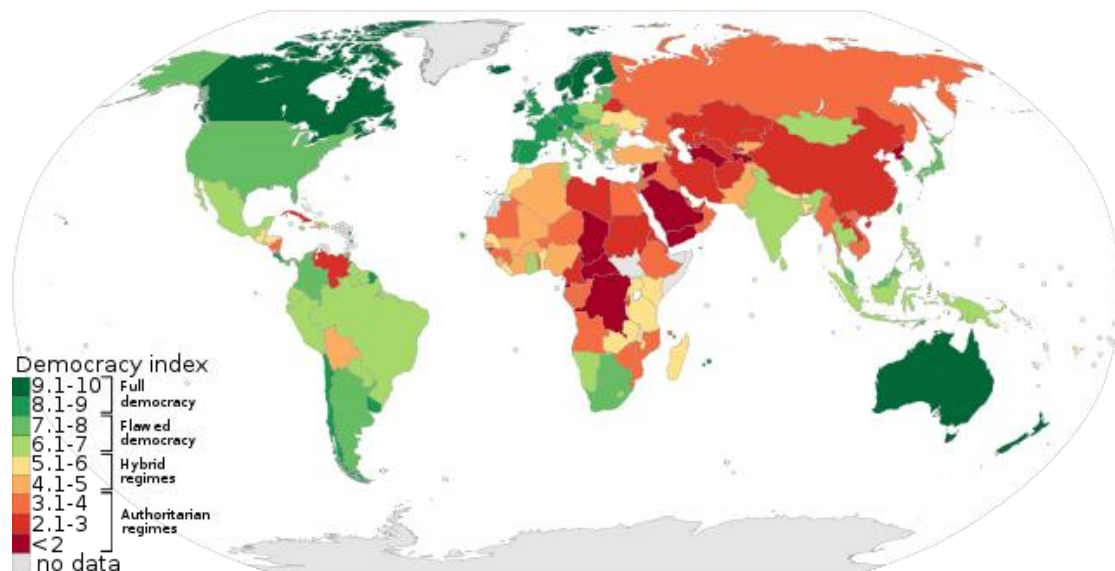 Democracy index
9.1-10
Full
democracy
8.1-9
7.1-8
Flawed
democracy
6.1-7
5.1-6
Hybrid
regimes
4.1-5
3.1-4
Authoritarian
regimes
2.1-3
<2
no data